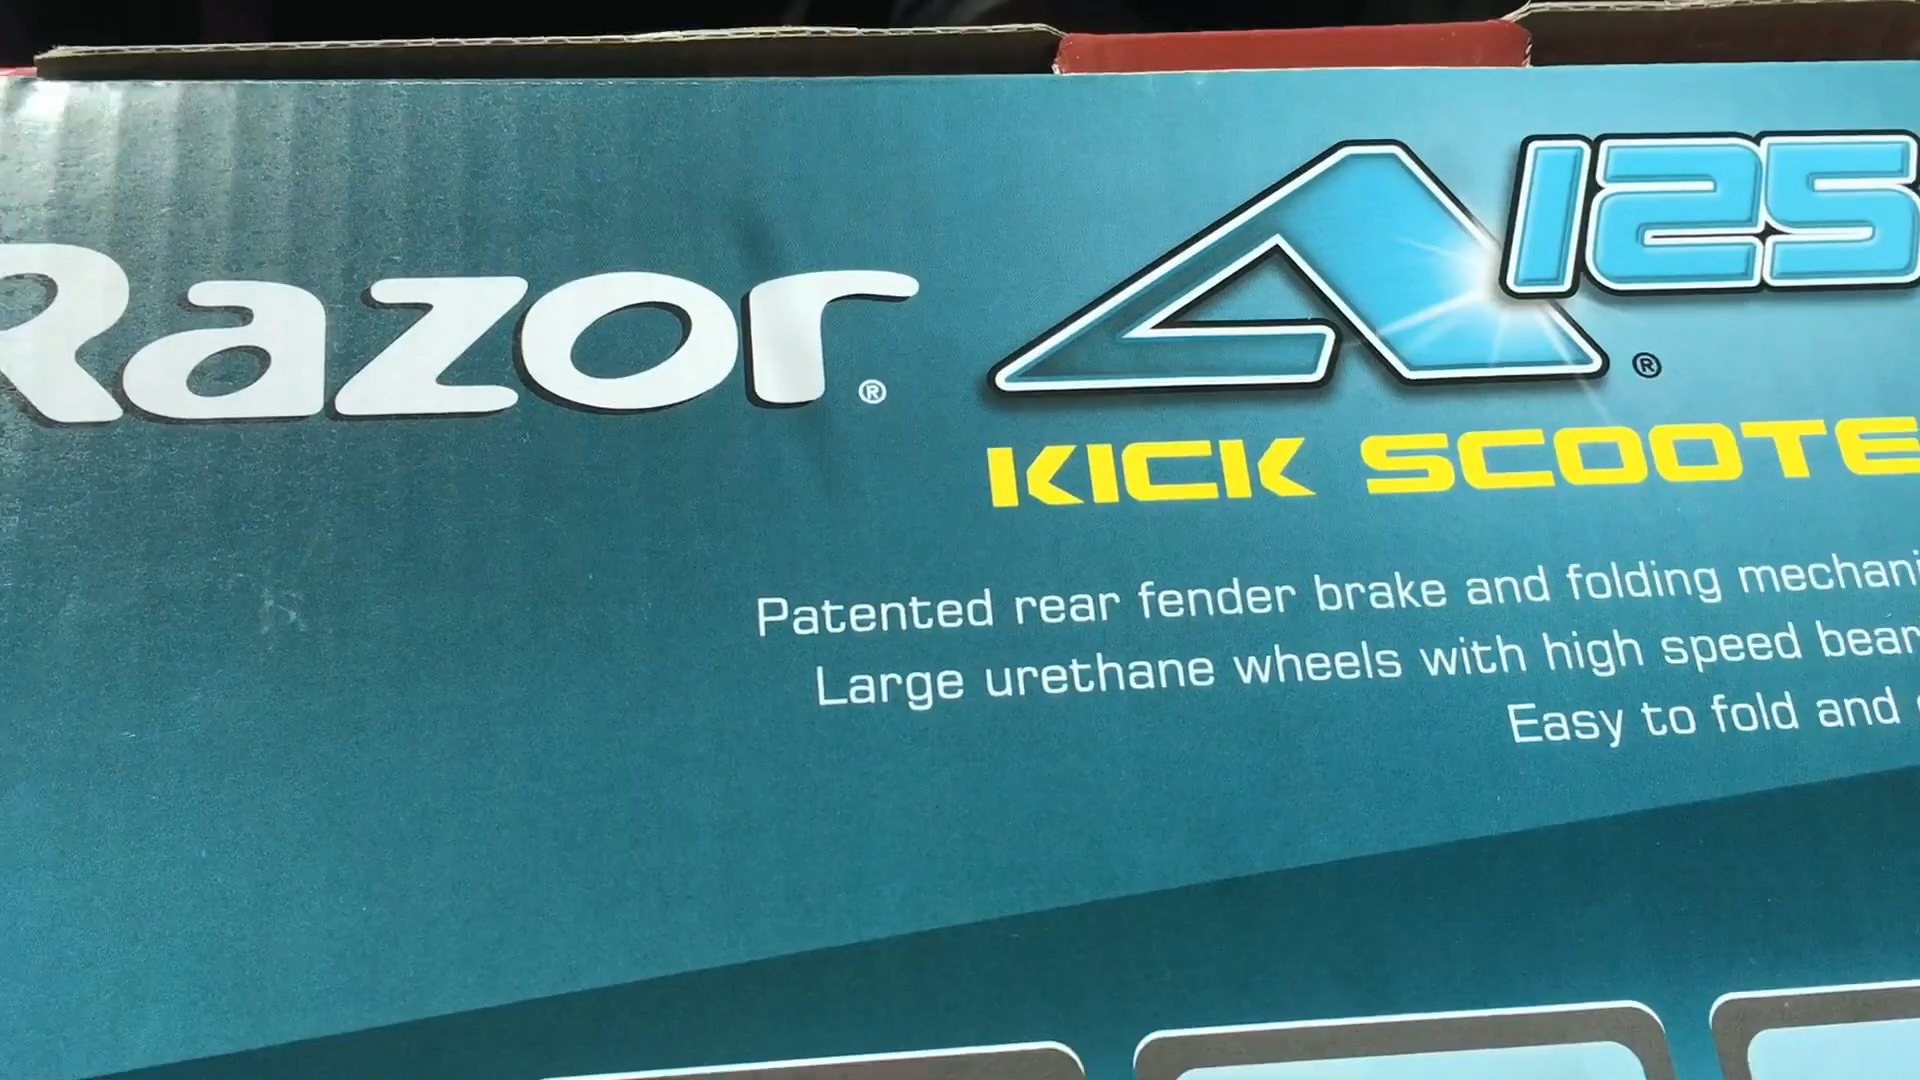 Razor®
A125®
KICK SCOOTE
Patented rear fender brake and folding mechani
Large urethane wheels with high speed bear
Easy to fold and